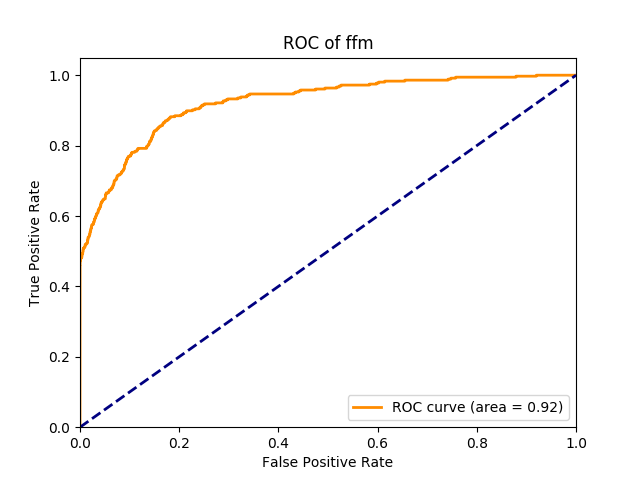 ROC of ffm
True Positive Rate
1.0
0.8
0.6
0.4
0.2
0.0
ROC curve (area = 0.92)
0.0 0.2 0.4 0.6 0.8 1.0
False Positive Rate